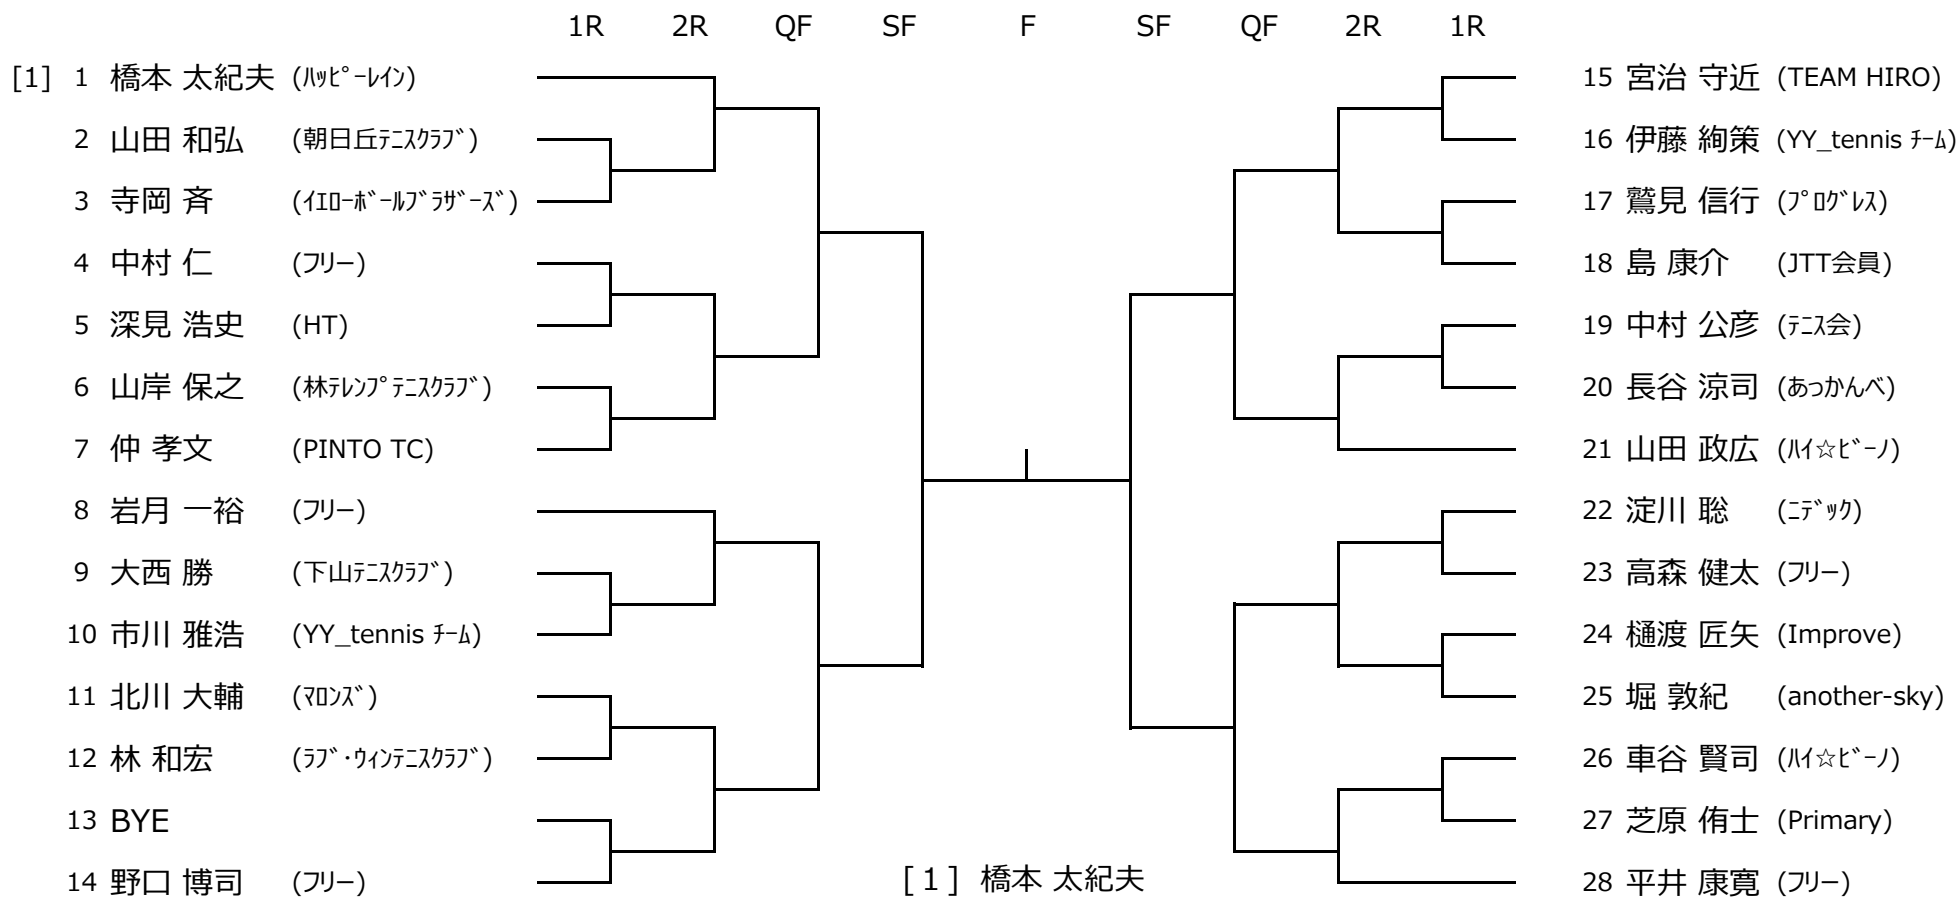 1R 2R QF SF F SF QF 2R 1R
[1] 1 橋本 太紀夫 (ﾊｯﾋﾟｰﾚｲﾝ) 15 宮治 守近 (TEAM HIRO)
2 山田 和弘 (朝日丘ﾃﾆｽｸﾗﾌﾞ) 16 伊藤 絢策 (YY_tennis ﾁｰﾑ)
3 寺岡 斉 (ｲｴﾛｰﾎﾞｰﾙﾌﾞﾗｻﾞｰｽﾞ) 17 鷲見 信行 (ﾌﾟﾛｸﾞﾚｽ)
4 中村 仁 (フリー) 18 島 康介 (JTT会員)
5 深見 浩史 (HT) 19 中村 公彦 (ﾃﾆｽ会)
6 山岸 保之 (林ﾃﾚﾝﾌﾟﾃﾆｽｸﾗﾌﾞ) 20 長谷 涼司 (あっかんべ)
7 仲 孝文 (PINTO TC) 21 山田 政広 (ﾊｲ☆ﾋﾞｰﾉ)
8 岩月 一裕 (フリー) 22 淀川 聡 (ﾆﾃﾞｯｸ)
9 大西 勝 (下山ﾃﾆｽｸﾗﾌﾞ) 23 高森 健太 (フリー)
10 市川 雅浩 (YY_tennis ﾁｰﾑ) 24 樋渡 匠矢 (Improve)
11 北川 大輔 (ﾏﾛﾝｽﾞ) 25 堀 敦紀 (another-sky)
12 林 和宏 (ﾗﾌﾞ･ｳｨﾝﾃﾆｽｸﾗﾌﾞ) 26 車谷 賢司 (ﾊｲ☆ﾋﾞｰﾉ)
13 BYE 27 芝原 侑士 (Primary)
14 野口 博司 (フリー) [1] 橋本 太紀夫 28 平井 康寛 (フリー)